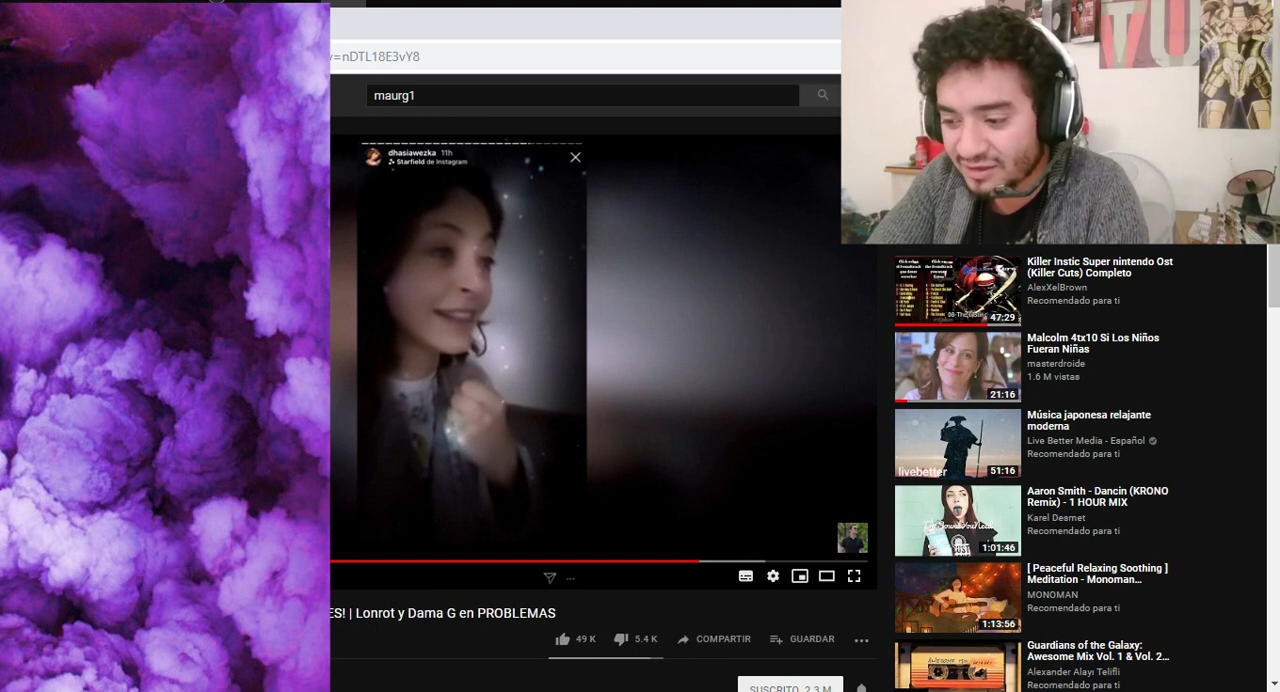 v=nDTL18E3vY8
maurg1
dhasiawezka 11h
Starfield de Instagram
ES! | Lonrot y Dama G en PROBLEMAS
49 K
5.4 K
COMPARTIR
GUARDAR
SUSCRITO 2.3 M
TU
Killer Instic Super nintendo Ost
(Killer Cuts) Completo
AlexXelBrown
Recomendado para ti
47:29
Malcolm 4tx10 Si Los Niños
Fueran Niñas
masterdroide
1.6 M vistas
21:16
Música japonesa relajante
moderna
Live Better Media - Español
Recomendado para ti
livebetter
51:16
Aaron Smith - Dancin (KRONO
Remix) - 1 HOUR MIX
Karel Desmet
Recomendado para ti
1:01:46
[ Peaceful Relaxing Soothing ]
Meditation - Monoman...
MONOMAN
Recomendado para ti
1:13:56
Guardians of the Galaxy:
Awesome Mix Vol. 1 & Vol. 2...
Alexander Alayı Telifli
Recomendado para ti